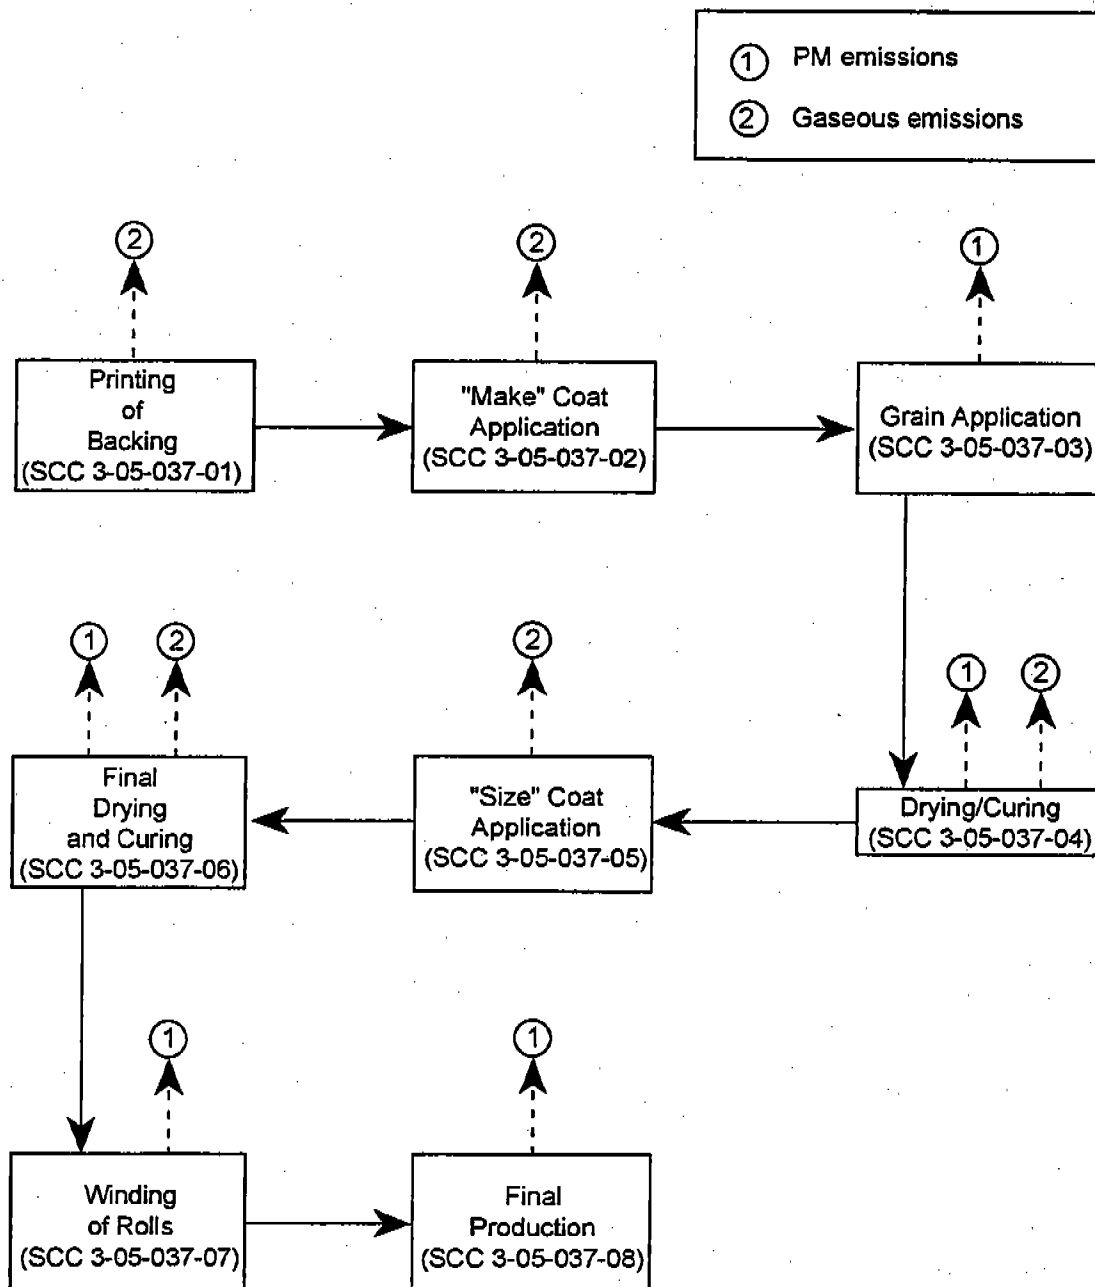 ① PM emissions
② Gaseous emissions
②
②
①
Printing
of
Backing
(SCC 3-05-037-01)
"Make" Coat
Application
(SCC 3-05-037-02)
Grain Application
(SCC 3-05-037-03)
① ②
②
① ②
Final
Drying
and Curing
(SCC 3-05-037-06)
"Size" Coat
Application
(SCC 3-05-037-05)
Drying/Curing
(SCC 3-05-037-04)
①
①
Winding
of Rolls
(SCC 3-05-037-07)
Final
Production
(SCC 3-05-037-08)